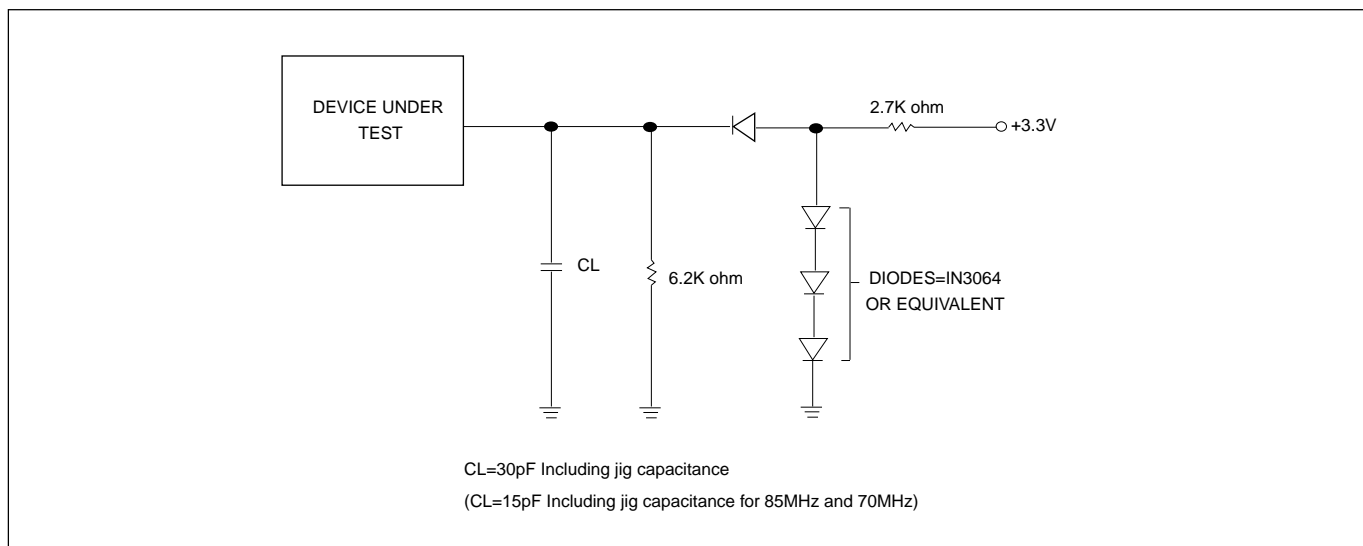 DEVICE UNDER
TEST
2.7K ohm
+3.3V
CL
6.2K ohm
DIODES=IN3064
OR EQUIVALENT
CL=30pF Including jig capacitance
(CL=15pF Including jig capacitance for 85MHz and 70MHz)